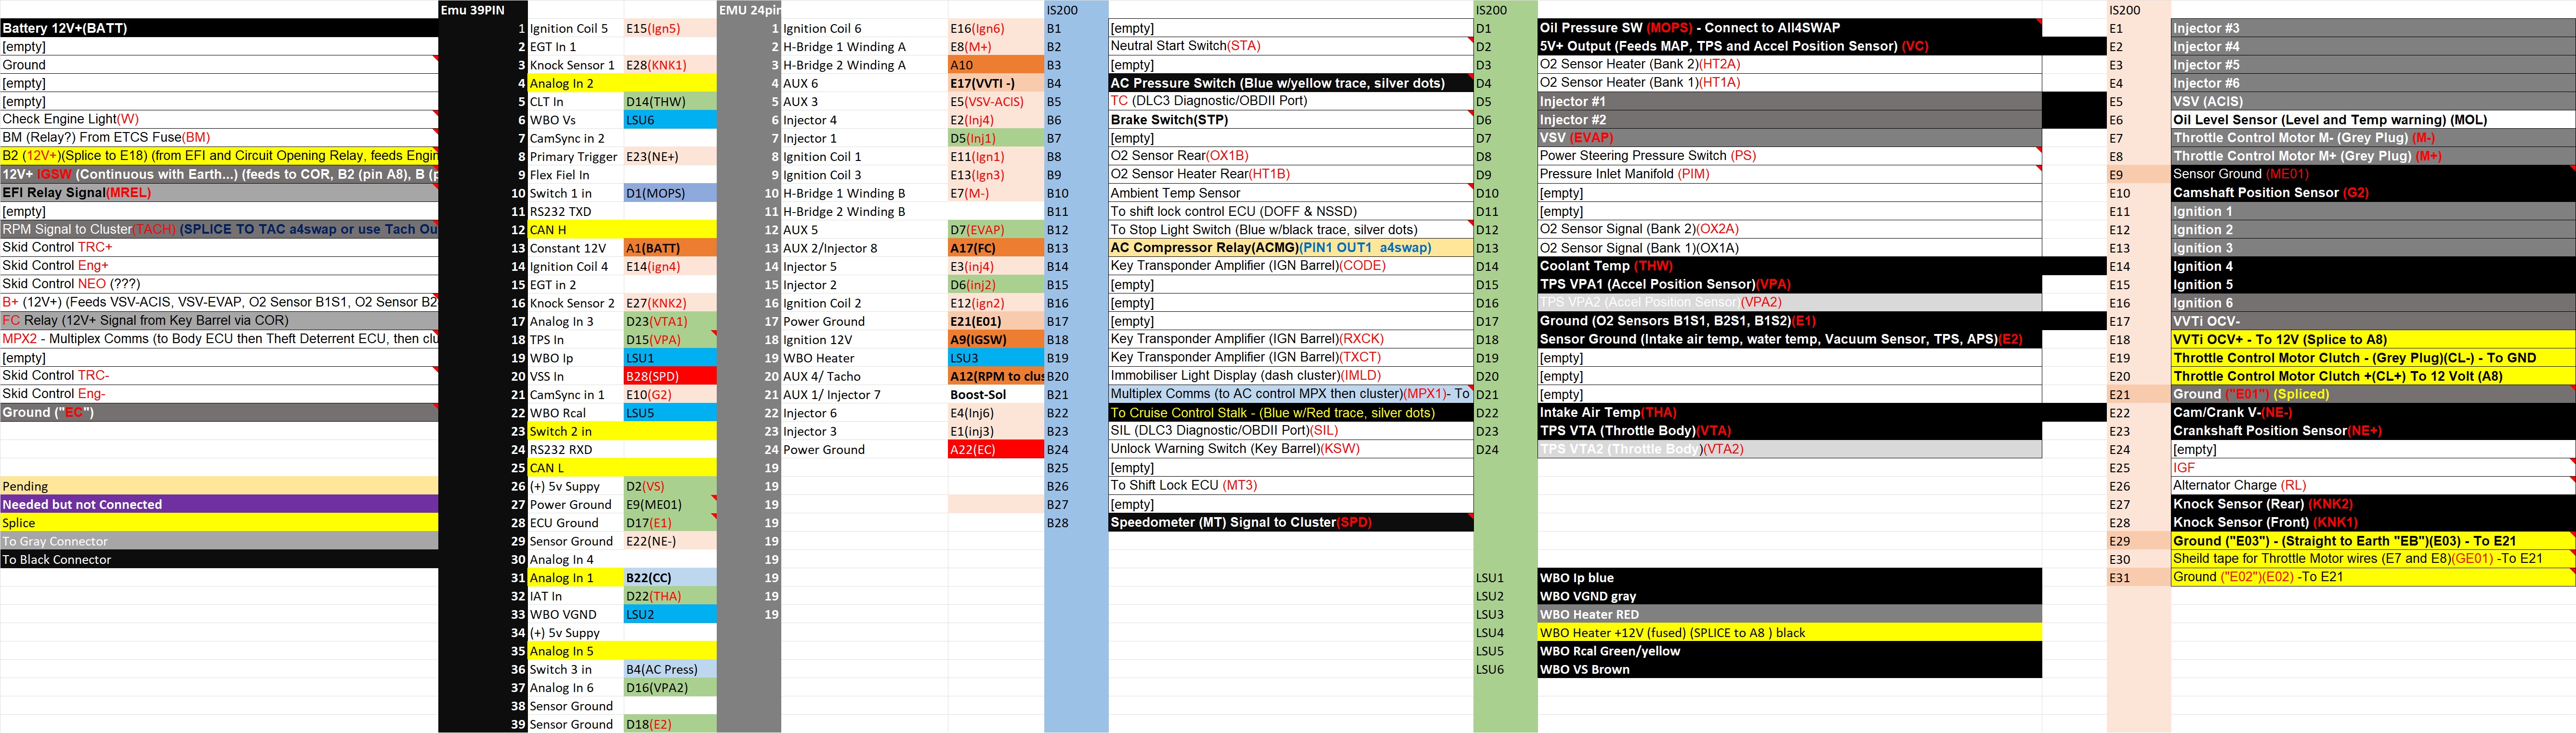 Emu 39PIN EMU 24pin IS200 IS200 IS200
Battery 12V+(BATT) 1 Ignition Coil 5 E15(Ign5) 1 Ignition Coil 6 E16(Ign6) B1 [empty] D1 Oil Pressure SW (MOPS) - Connect to All4SWAP E1 Injector #3
[empty] 2 EGT In 1 2 H-Bridge 1 Winding A E8(M+) B2 Neutral Start Switch(STA) D2 5V+ Output (Feeds MAP, TPS and Accel Position Sensor) (VC) E2 Injector #4
Ground 3 Knock Sensor 1 E28(KNK1) 3 H-Bridge 2 Winding A A10 B3 [empty] D3 O2 Sensor Heater (Bank 2)(HT2A) E3 Injector #5
[empty] 4 Analog In 2 4 AUX 6 E17(VVTI -) B4 AC Pressure Switch (Blue w/yellow trace, silver dots) D4 O2 Sensor Heater (Bank 1)(HT1A) E4 Injector #6
[empty] 5 CLT In D14(THW) 5 AUX 3 E5(VSV-ACIS) B5 TC (DLC3 Diagnostic/OBDII Port) D5 Injector #1 E5 VSV (ACIS)
Check Engine Light(W) 6 WBO Vs LSU6 6 Injector 4 E2(Inj4) B6 Brake Switch(STP) D6 Injector #2 E6 Oil Level Sensor (Level and Temp warning) (MOL)
BM (Relay?) From ETCS Fuse(BM) 7 CamSync in 2 7 Injector 1 D5(Inj1) B7 [empty] D7 VSV (EVAP) E7 Throttle Control Motor M- (Grey Plug) (M-)
B2 (12V+)(Splice to E18) (from EFI and Circuit Opening Relay, feeds Engin 8 Primary Trigger E23(NE+) 8 Ignition Coil 1 E11(Ign1) B8 O2 Sensor Rear(OX1B) D8 Power Steering Pressure Switch (PS) E8 Throttle Control Motor M+ (Grey Plug) (M+)
12V+ IGSW (Continuous with Earth...) (feeds to COR, B2 (pin A8), B (p 9 Flex Fiel In 9 Ignition Coil 3 E13(Ign3) B9 O2 Sensor Heater Rear(HT1B) D9 Pressure Inlet Manifold (PIM) E9 Sensor Ground (ME01)
EFI Relay Signal(MREL) 10 Switch 1 in D1(MOPS) 10 H-Bridge 1 Winding B E7(M-) B10 Ambient Temp Sensor D10 [empty] E10 Camshaft Position Sensor (G2)
[empty] 11 RS232 TXD 11 H-Bridge 2 Winding B B11 To shift lock control ECU (DOFF & NSSD) D11 [empty] E11 Ignition 1
RPM Signal to Cluster(TACH) (SPLICE TO TAC a4swap or use Tach Ou 12 CAN H 12 AUX 5 D7(EVAP) B12 To Stop Light Switch (Blue w/black trace, silver dots) D12 O2 Sensor Signal (Bank 2)(OX2A) E12 Ignition 2
Skid Control TRC+ 13 Constant 12V A1(BATT) 13 AUX 2/Injector 8 A17(FC) B13 AC Compressor Relay(ACMG)(PIN1 OUT1  a4swap) D13 O2 Sensor Signal (Bank 1)(OX1A) E13 Ignition 3
Skid Control Eng+ 14 Ignition Coil 4 E14(ign4) 14 Injector 5 E3(inj4) B14 Key Transponder Amplifier (IGN Barrel)(CODE) D14 Coolant Temp (THW) E14 Ignition 4
Skid Control NEO (???) 15 EGT in 2 15 Injector 2 D6(inj2) B15 [empty] D15 TPS VPA1 (Accel Position Sensor)(VPA) E15 Ignition 5
B+ (12V+) (Feeds VSV-ACIS, VSV-EVAP, O2 Sensor B1S1, O2 Sensor B2 16 Knock Sensor 2 E27(KNK2) 16 Ignition Coil 2 E12(ign2) B16 [empty] D16 TPS VPA2 (Accel Position Sensor)(VPA2) E16 Ignition 6
FC Relay (12V+ Signal from Key Barrel via COR) 17 Analog In 3 D23(VTA1) 17 Power Ground E21(E01) B17 [empty] D17 Ground (O2 Sensors B1S1, B2S1, B1S2)(E1) E17 VVTi OCV-
MPX2 - Multiplex Comms (to Body ECU then Theft Deterrent ECU, then clu 18 TPS In D15(VPA) 18 Ignition 12V A9(IGSW) B18 Key Transponder Amplifier (IGN Barrel)(RXCK) D18 Sensor Ground (Intake air temp, water temp, Vacuum Sensor, TPS, APS)(E2) E18 VVTi OCV+ - To 12V (Splice to A8)
[empty] 19 WBO Ip LSU1 19 WBO Heater LSU3 B19 Key Transponder Amplifier (IGN Barrel)(TXCT) D19 [empty] E19 Throttle Control Motor Clutch - (Grey Plug)(CL-) - To GND
Skid Control TRC- 20 VSS In B28(SPD) 20 AUX 4/ Tacho A12(RPM to clus B20 Immobiliser Light Display (dash cluster)(IMLD) D20 [empty] E20 Throttle Control Motor Clutch +(CL+) To 12 Volt (A8)
Skid Control Eng- 21 CamSync in 1 E10(G2) 21 AUX 1/ Injector 7 Boost-Sol B21 Multiplex Comms (to AC control MPX then cluster)(MPX1)- To D21 [empty] E21 Ground ("E01") (Spliced)
Ground ("EC") 22 WBO Rcal LSU5 22 Injector 6 E4(Inj6) B22 To Cruise Control Stalk - (Blue w/Red trace, silver dots) D22 Intake Air Temp(THA) E22 Cam/Crank V-(NE-)
23 Switch 2 in 23 Injector 3 E1(inj3) B23 SIL (DLC3 Diagnostic/OBDII Port)(SIL) D23 TPS VTA (Throttle Body)(VTA) E23 Crankshaft Position Sensor(NE+)
24 RS232 RXD 24 Power Ground A22(EC) B24 Unlock Warning Switch (Key Barrel)(KSW) D24 TPS VTA2 (Throttle Body)(VTA2) E24 [empty]
25 CAN L 19 B25 [empty] E25 IGF
Pending 26 (+) 5v Suppy D2(VS) 19 B26 To Shift Lock ECU (MT3) E26 Alternator Charge (RL)
Needed but not Connected 27 Power Ground E9(ME01) 19 B27 [empty] E27 Knock Sensor (Rear) (KNK2)
Splice 28 ECU Ground D17(E1) 19 B28 Speedometer (MT) Signal to Cluster(SPD) E28 Knock Sensor (Front) (KNK1)
To Gray Connector 29 Sensor Ground E22(NE-) 19 E29 Ground ("E03") - (Straight to Earth "EB")(E03) - To E21
To Black Connector 30 Analog In 4 19 E30 Sheild tape for Throttle Motor wires (E7 and E8)(GE01) -To E21
31 Analog In 1 B22(CC) 19 LSU1 WBO Ip blue E31 Ground ("E02")(E02) -To E21
32 IAT In D22(THA) 19 LSU2 WBO VGND gray
33 WBO VGND LSU2 19 LSU3 WBO Heater RED
34 (+) 5v Suppy LSU4 WBO Heater +12V (fused) (SPLICE to A8 ) black
35 Analog In 5 LSU5 WBO Rcal Green/yellow
36 Switch 3 in B4(AC Press) LSU6 WBO VS Brown
37 Analog In 6 D16(VPA2)
38 Sensor Ground
39 Sensor Ground D18(E2)